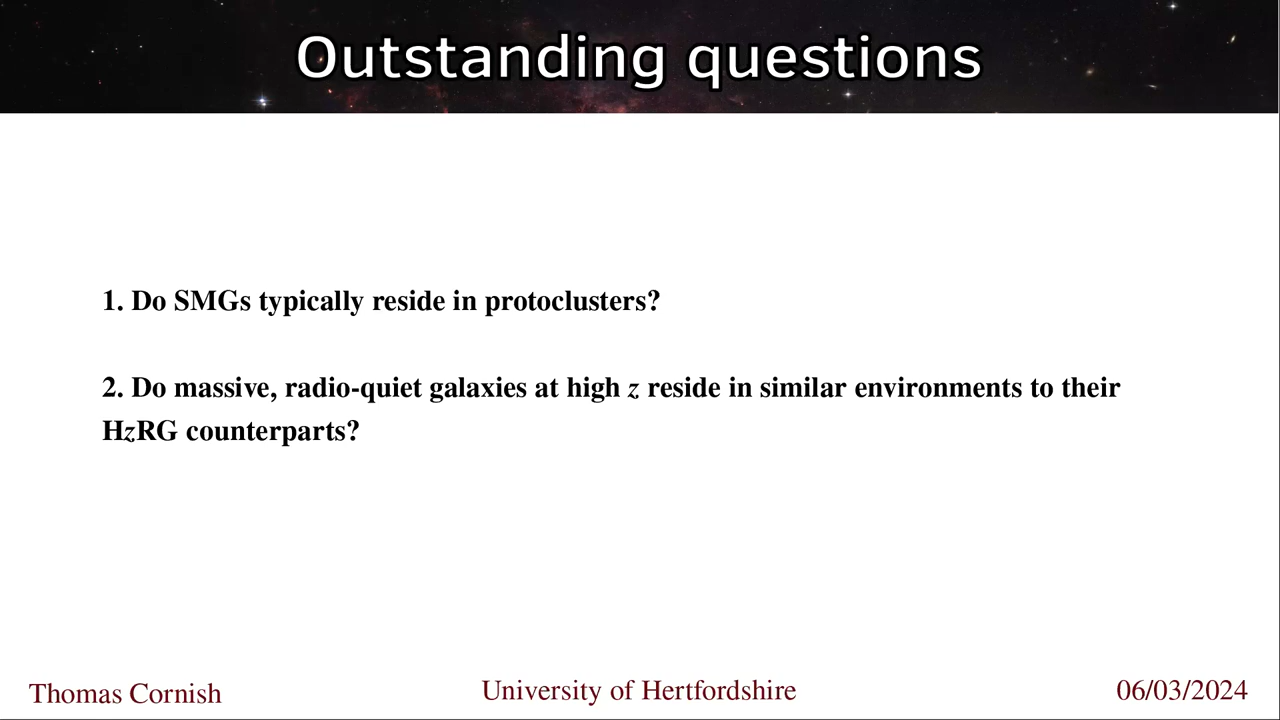 Outstanding questions
1. Do SMGs typically reside in protoclusters?
2. Do massive, radio-quiet galaxies at high z reside in similar environments to their
HzRG counterparts?
Thomas Cornish
University of Hertfordshire
06/03/2024